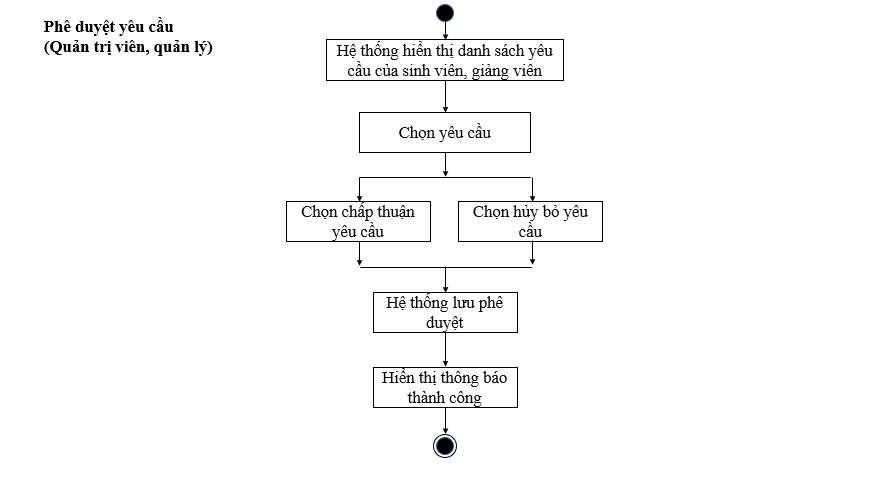 Phê duyệt yêu cầu
(Quản trị viên, quản lý)
Hệ thống hiển thị danh sách yêu
cầu của sinh viên, giảng viên
Chọn yêu cầu
Chọn chấp thuận
yêu cầu
Chọn hủy bỏ yêu
cầu
Hệ thống lưu phê
duyệt
Hiển thị thông báo
thành công